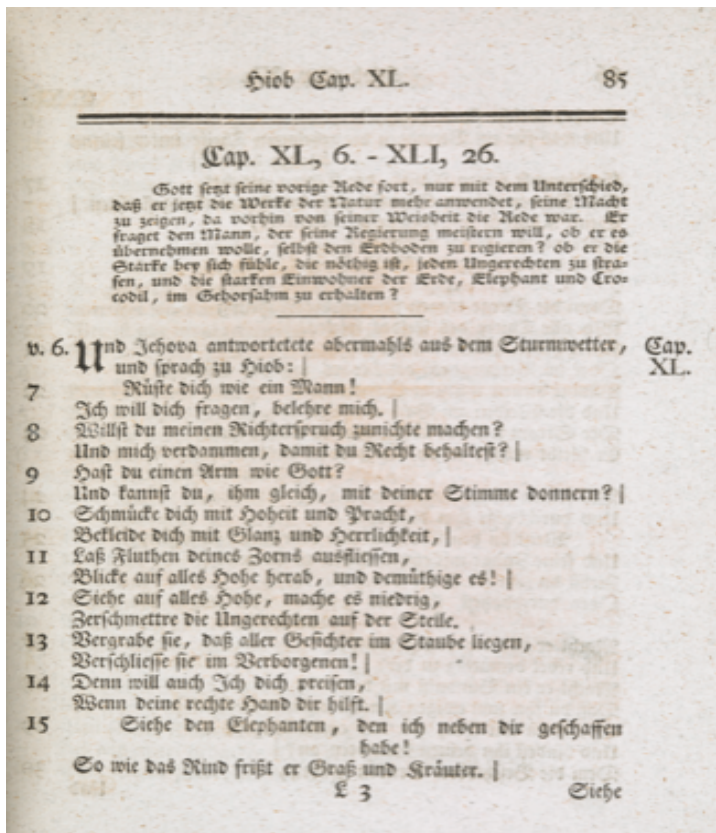 Hiob Cap. XL. 85
Cap. XL, 6. - XLI, 26.
Gott setzt seine vorige Rede fort, nur mit dem Unterschied,
daß er jetzt die Werke der Natur mehr anwendet, seine Macht
zu zeigen, da vorhin von seiner Weisheit die Rede war. Er
fraget den Mann, der seine Regierung meistern will, ob er es
übernehmen wolle, selbst den Erdboden zu regieren? ob er die
Stärke bey sich fühle, die nöthig ist, jeden Ungerechten zu stra-
fen, und die starken Einwohner der Erde, Elephant und Cro-
codil, im Gehorsahm zu erhalten?
v. 6. Und Jehova antwortetete abermahls aus dem Sturmwetter, Cap.
und sprach zu Hiob: | XL.
7 Rüste dich wie ein Mann!
Ich will dich fragen, belehre mich. |
8 Willst du meinen Richterspruch zunichte machen?
Und mich verdammen, damit du Recht behaltest? |
9 Hast du einen Arm wie Gott?
Und kannst du, ihm gleich, mit deiner Stimme donnern? |
10 Schmücke dich mit Hoheit und Pracht,
Bekleide dich mit Glanz und Herrlichkeit, |
11 Laß Fluthen deines Zorns ausfliessen,
Blicke auf alles Hohe herab, und demüthige es! |
12 Siehe auf alles Hohe, mache es niedrig,
Zerschmettre die Ungerechten auf der Stelle.
13 Vergrabe sie, daß aller Gesichter im Staube liegen,
Verschliesse sie im Verborgenen! |
14 Denn will auch Ich dich preisen,
Wenn deine rechte Hand dir hilft. |
15 Siehe den Elephanten, den ich neben dir geschaffen
habe!
So wie das Rind frißt er Graß und Kräuter. |
L 3 Siehe